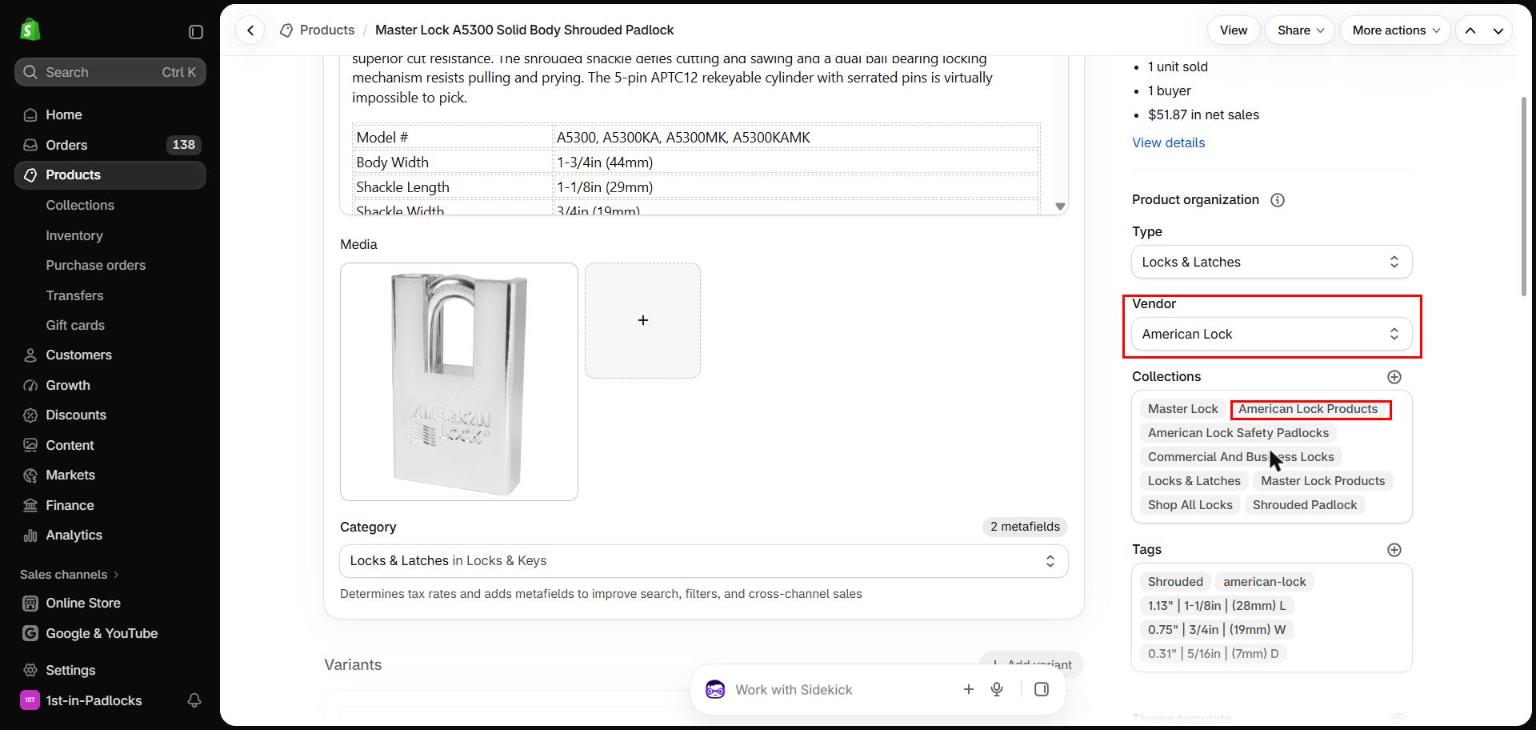 Products / Master Lock A5300 Solid Body Shrouded Padlock
View
Share
More actions
Search Ctrl K
Home
Orders 138
Products
Collections
Inventory
Purchase orders
Transfers
Gift cards
Customers
Growth
Discounts
Content
Markets
Finance
Analytics
Sales channels
Online Store
Google & YouTube
Settings
1ST 1st-in-Padlocks
superior cut resistance. The shrouded shackle defies cutting and sawing and a dual ball bearing locking
mechanism resists pulling and prying. The 5-pin APTC12 rekeyable cylinder with serrated pins is virtually
impossible to pick.
Model # A5300, A5300KA, A5300MK, A5300KAMK
Body Width 1-3/4in (44mm)
Shackle Length 1-1/8in (29mm)
Shackle Width 3/4in (19mm)
Media
AMERICAN
LOCK
+
Category 2 metafields
Locks & Latches in Locks & Keys
Determines tax rates and adds metafields to improve search, filters, and cross-channel sales
Variants
+ Add variant
Work with Sidekick
1 unit sold
1 buyer
$51.87 in net sales
View details
Product organization
Type
Locks & Latches
Vendor
American Lock
Collections
Master Lock American Lock Products
American Lock Safety Padlocks
Commercial And Business Locks
Locks & Latches Master Lock Products
Shop All Locks Shrouded Padlock
Tags
Shrouded american-lock
1.13" | 1-1/8in | (28mm) L
0.75" | 3/4in | (19mm) W
0.31" | 5/16in | (7mm) D
Theme template